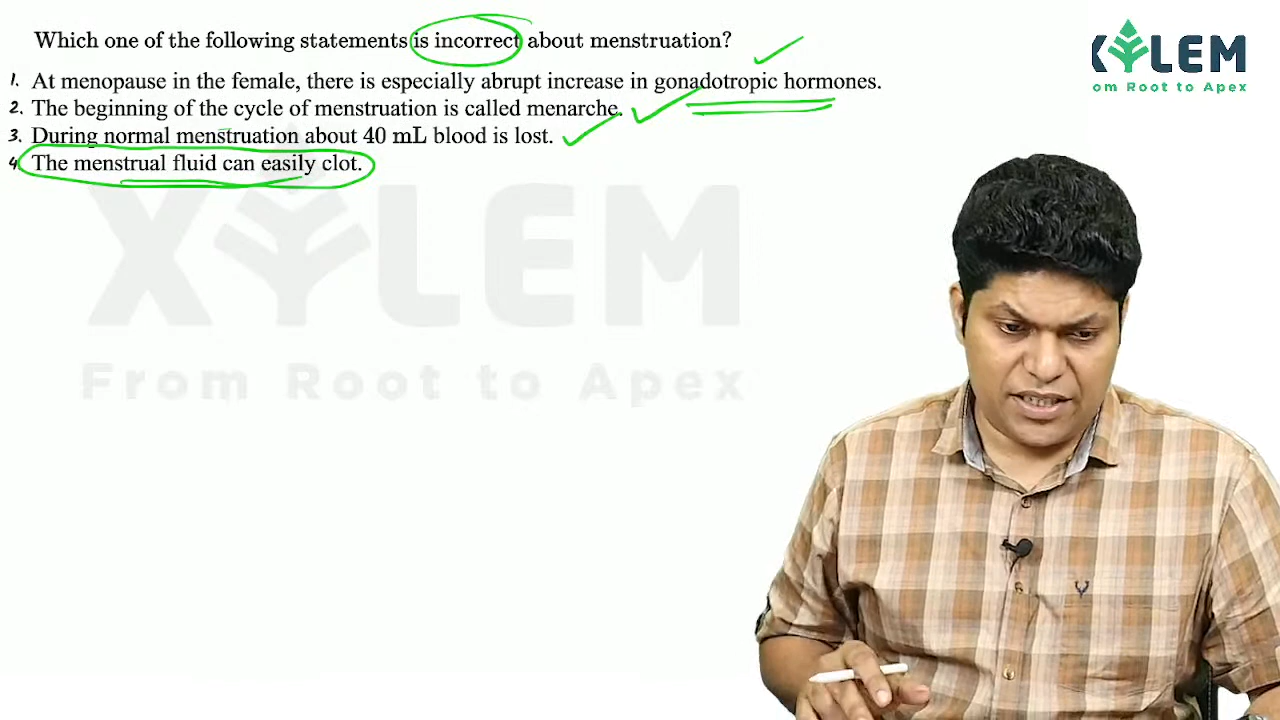 Which one of the following statements is incorrect about menstruation?
1. At menopause in the female, there is especially abrupt increase in gonadotropic hormones.
2. The beginning of the cycle of menstruation is called menarche.
3. During normal menstruation about 40 mL blood is lost.
4. The menstrual fluid can easily clot.
XYLEM
om Root to Apex
XYLEM
From Root to Apex